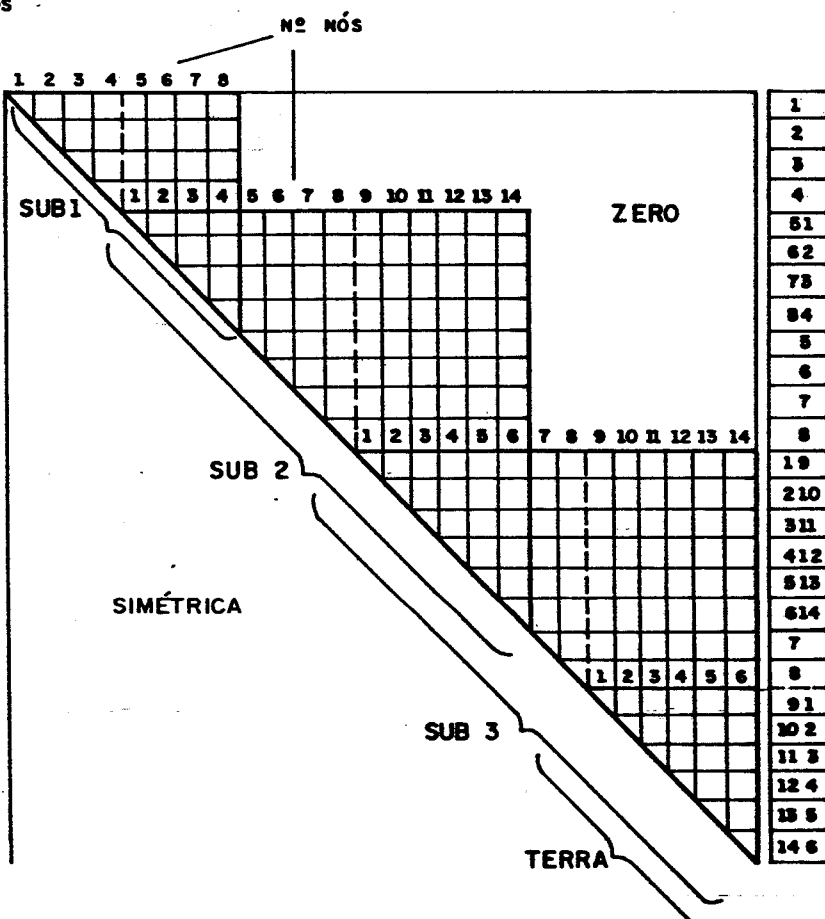 S
Nº NÓS
1 2 3 4 5 6 7 8
1
2
3
1 2 3 4 5 6 7 8 9 10 11 12 13 14
4
SUB1
ZERO
51
62
73
84
5
6
7
1 2 3 4 5 6 7 8 9 10 11 12 13 14
8
19
SUB 2
210
311
412
513
SIMÉTRICA
614
7
1 2 3 4 5 6
8
91
SUB 3
10 2
11 3
12 4
13 5
14 6
TERRA